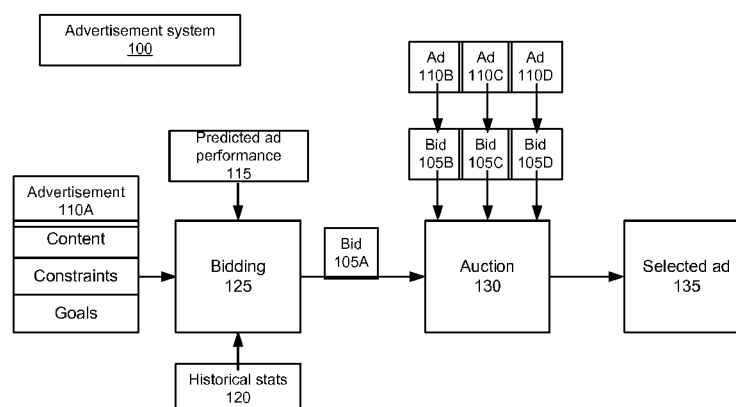 Advertisement system
100
Ad
110B
Ad
110C
Ad
110D
Predicted ad
performance
115
Bid
105B
Bid
105C
Bid
105D
Advertisement
110A
Content
Constraints
Goals
Bidding
125
Bid
105A
Auction
130
Selected ad
135
Historical stats
120